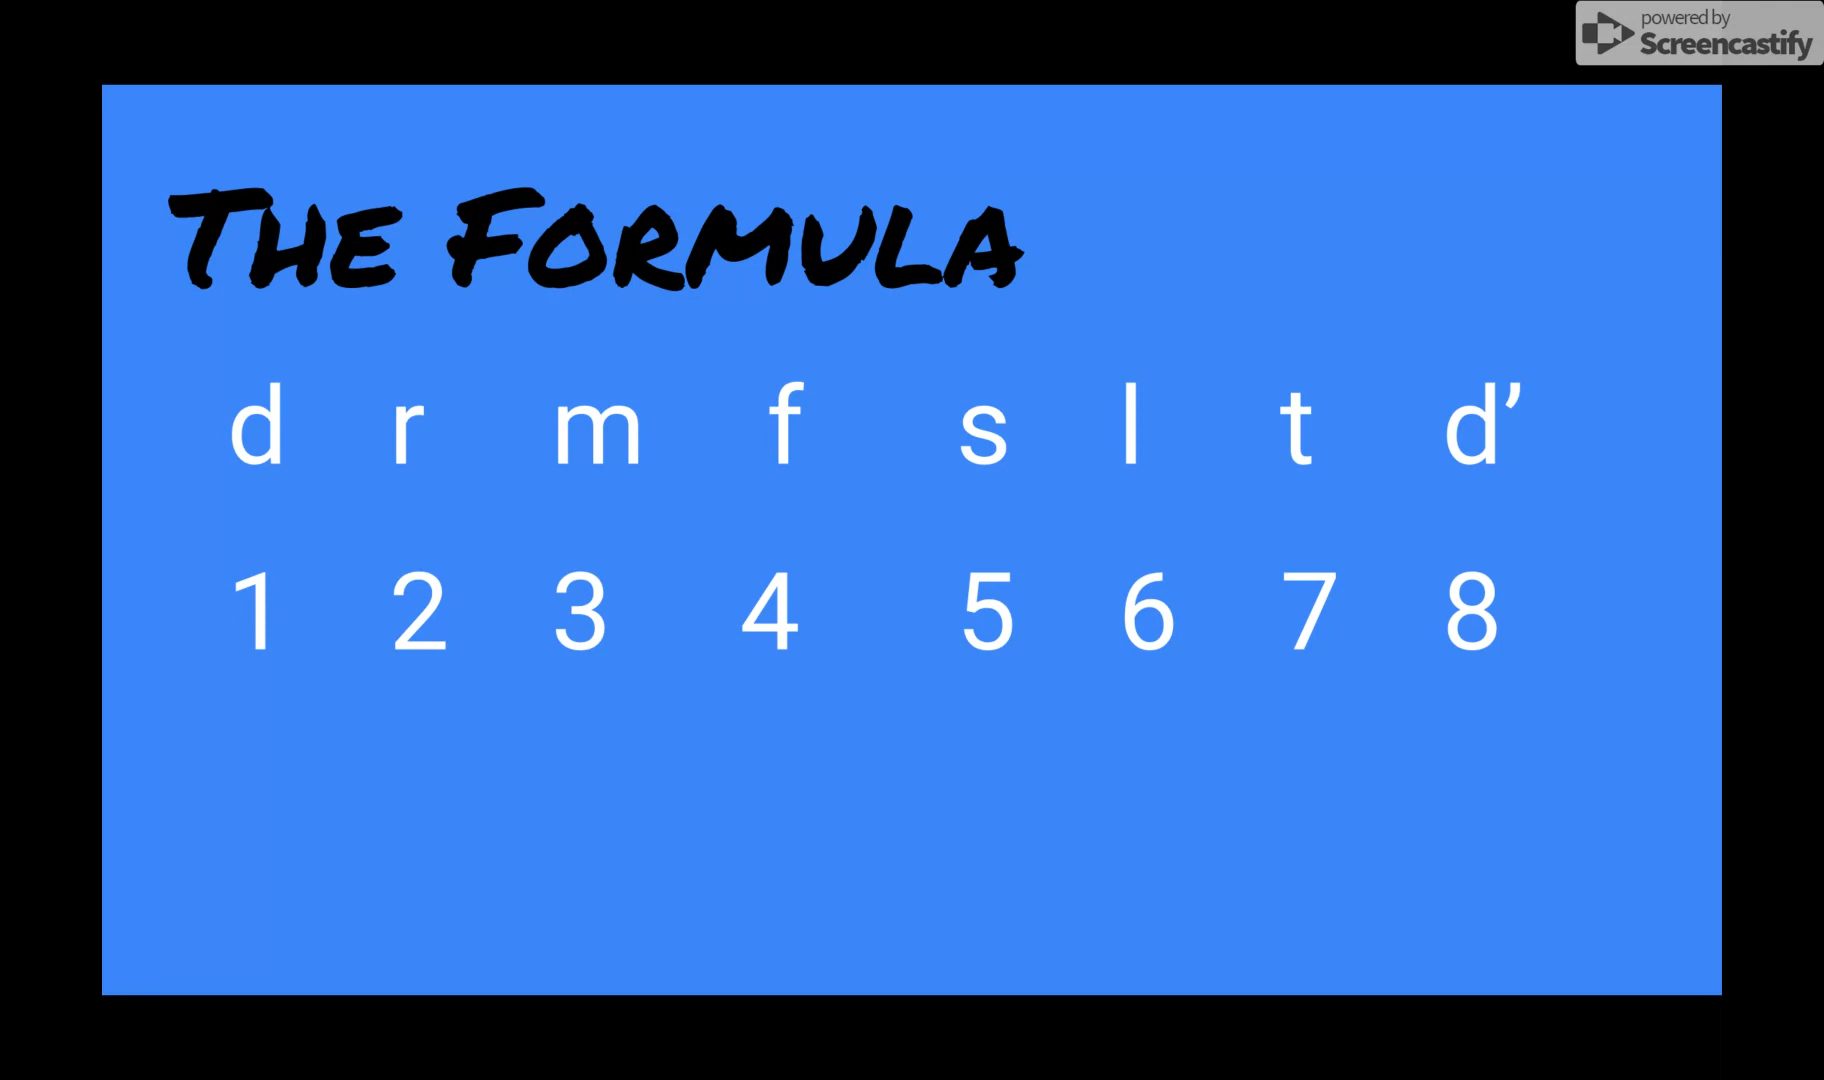 powered by
Screencastify
The Formula
d r m f s l t d’
1 2 3 4 5 6 7 8